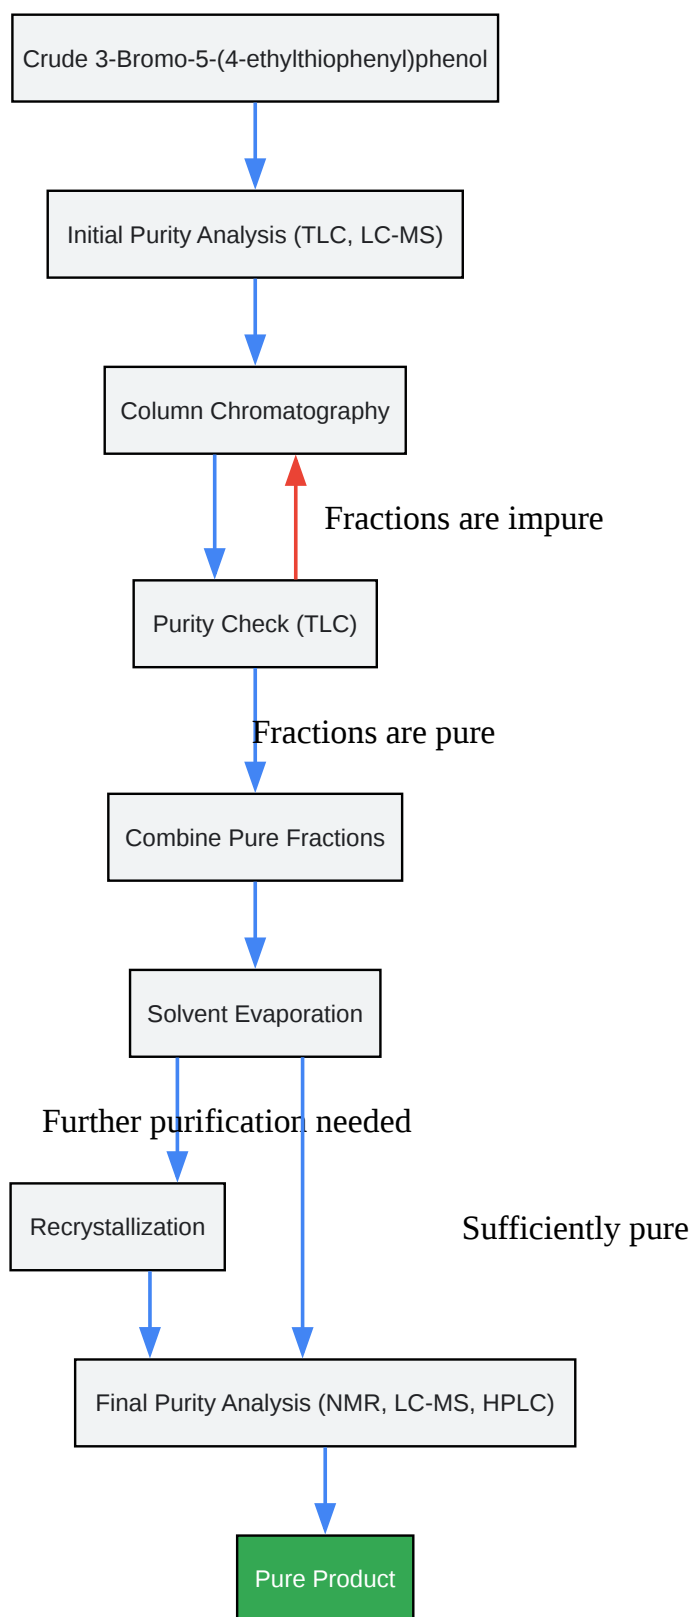 Crude 3-Bromo-5-(4-ethylthiophenyl)phenol
Initial Purity Analysis (TLC, LC-MS)
Column Chromatography
Fractions are impure
Purity Check (TLC)
Fractions are pure
Combine Pure Fractions
Solvent Evaporation
Further purification needed
Recrystallization
Sufficiently pure
Final Purity Analysis (NMR, LC-MS, HPLC)
Pure Product